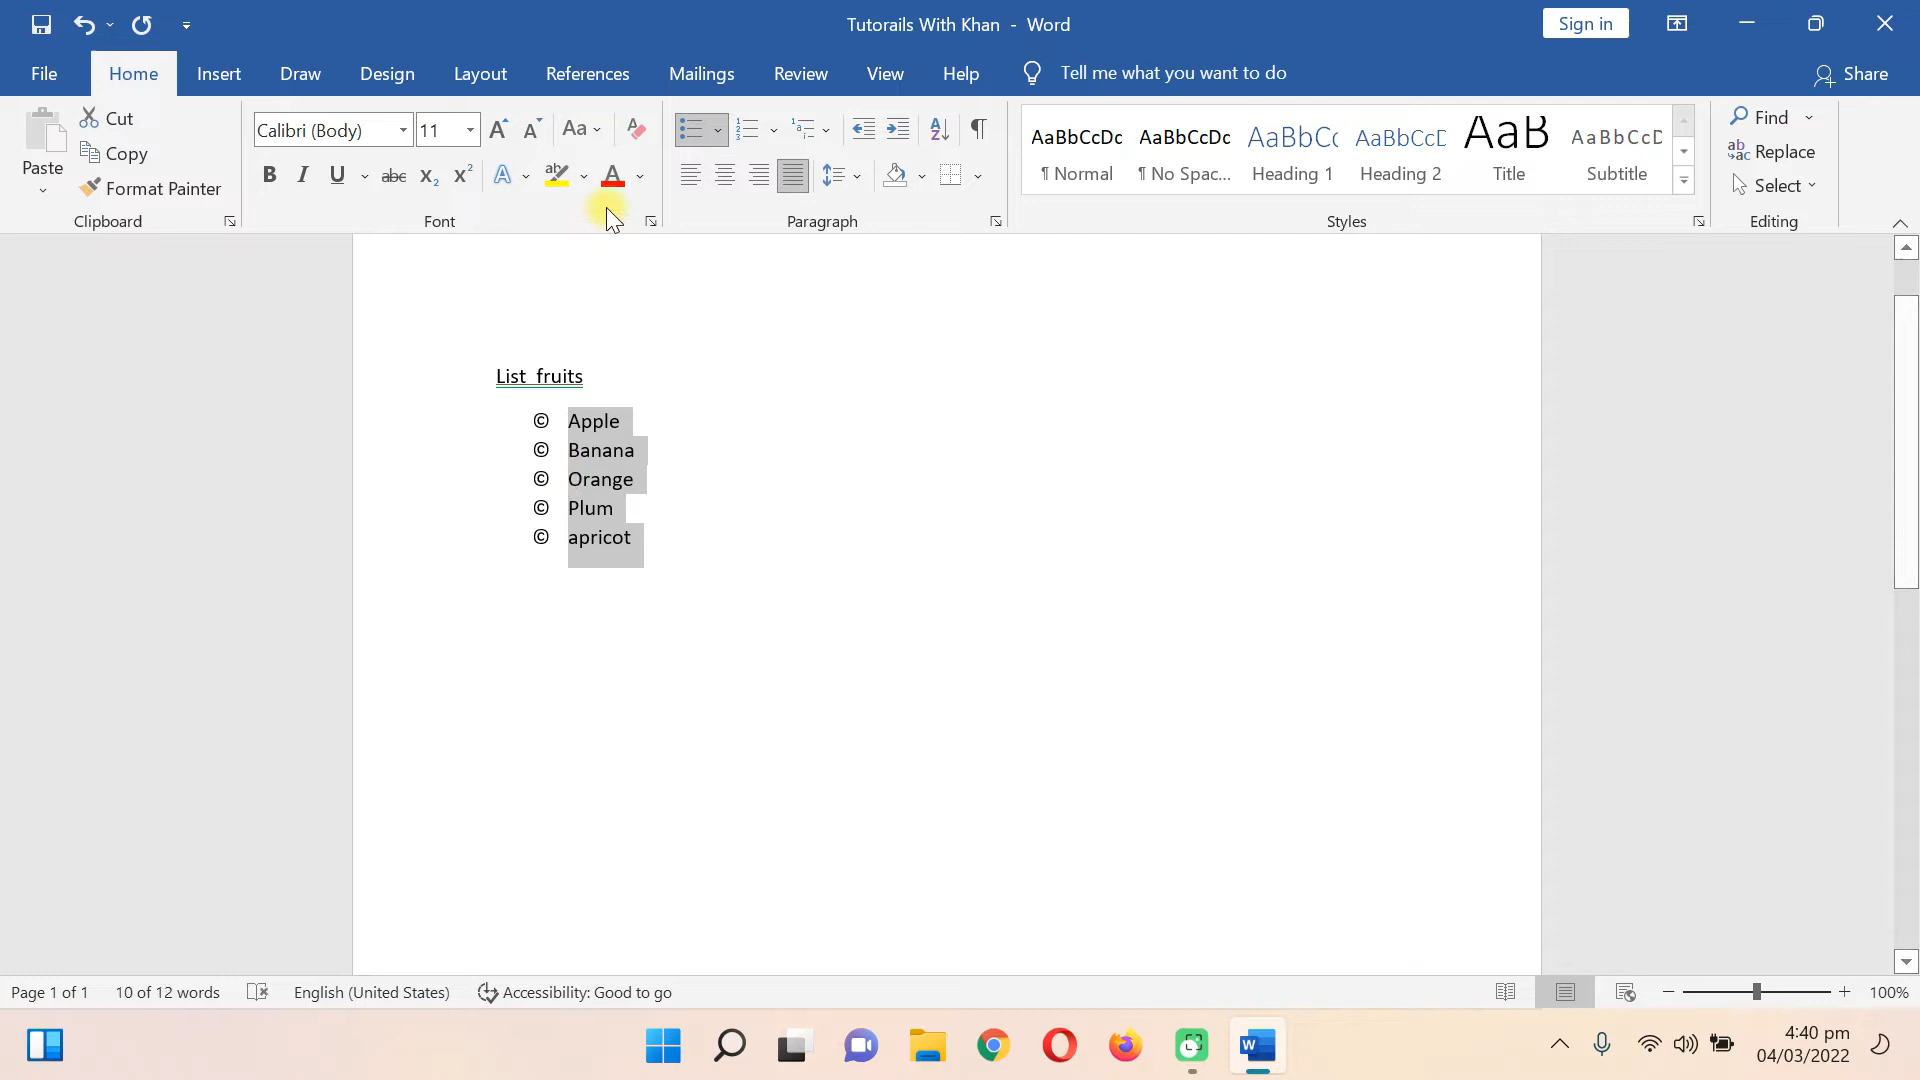 Tutorails With Khan - Word
Sign in
File Home Insert Draw Design Layout References Mailings Review View Help Tell me what you want to do Share
Paste
Cut
Copy
Format Painter
Clipboard
Calibri (Body) 11
Font
Paragraph
AaBbCcDc AaBbCcDc AaBbC AaBbCcD AaB AaBbCcD
¶ Normal ¶ No Spac... Heading 1 Heading 2 Title Subtitle
Styles
Find
Replace
Select
Editing
List fruits
© Apple
© Banana
© Orange
© Plum
© apricot
Page 1 of 1 10 of 12 words English (United States) Accessibility: Good to go 100%
4:40 pm
04/03/2022